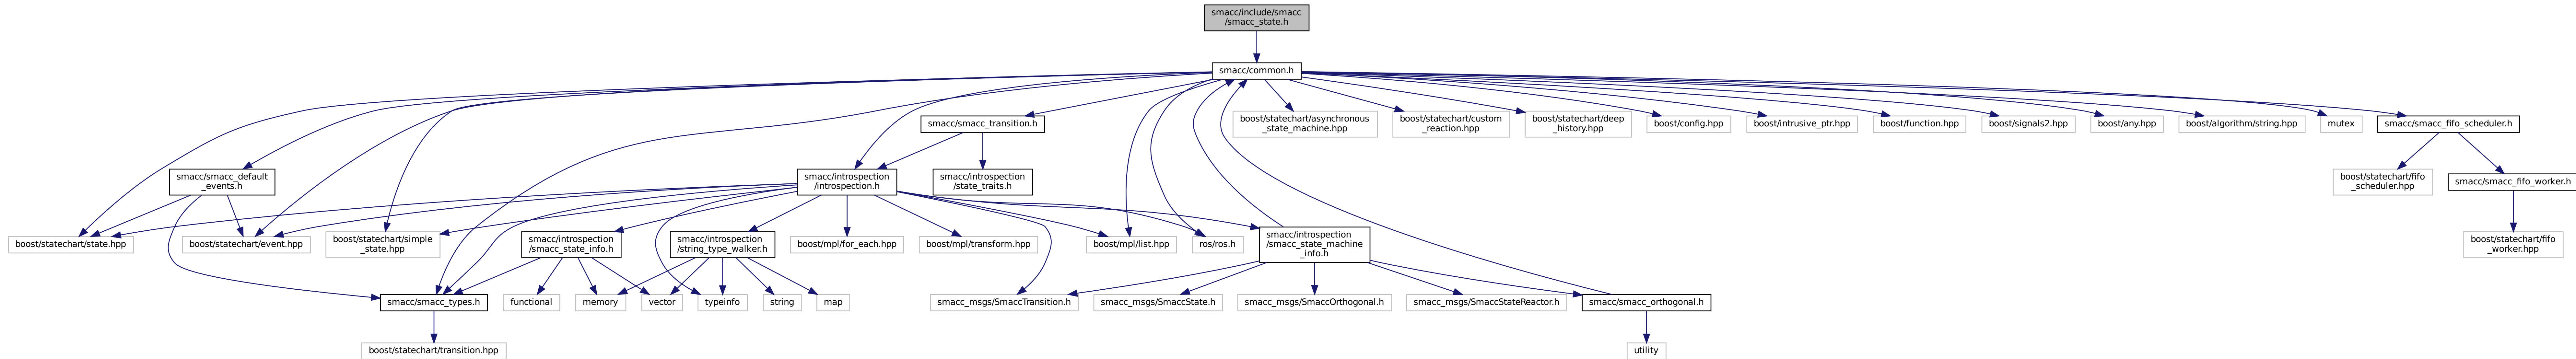 smacc/include/smacc
/smacc_state.h
smacc/common.h
smacc/smacc_transition.h
boost/statechart/asynchronous
_state_machine.hpp
boost/statechart/custom
_reaction.hpp
boost/statechart/deep
_history.hpp
boost/config.hpp
boost/intrusive_ptr.hpp
boost/function.hpp
boost/signals2.hpp
boost/any.hpp
boost/algorithm/string.hpp
mutex
smacc/smacc_fifo_scheduler.h
smacc/smacc_default
_events.h
smacc/introspection
/introspection.h
smacc/introspection
/state_traits.h
boost/statechart/fifo
_scheduler.hpp
smacc/smacc_fifo_worker.h
boost/statechart/state.hpp
boost/statechart/event.hpp
boost/statechart/simple
_state.hpp
smacc/introspection
/smacc_state_info.h
smacc/introspection
/string_type_walker.h
boost/mpl/for_each.hpp
boost/mpl/transform.hpp
boost/mpl/list.hpp
ros/ros.h
smacc/introspection
/smacc_state_machine
_info.h
boost/statechart/fifo
_worker.hpp
smacc/smacc_types.h
functional
memory
vector
typeinfo
string
map
smacc_msgs/SmaccTransition.h
smacc_msgs/SmaccState.h
smacc_msgs/SmaccOrthogonal.h
smacc_msgs/SmaccStateReactor.h
smacc/smacc_orthogonal.h
boost/statechart/transition.hpp
utility